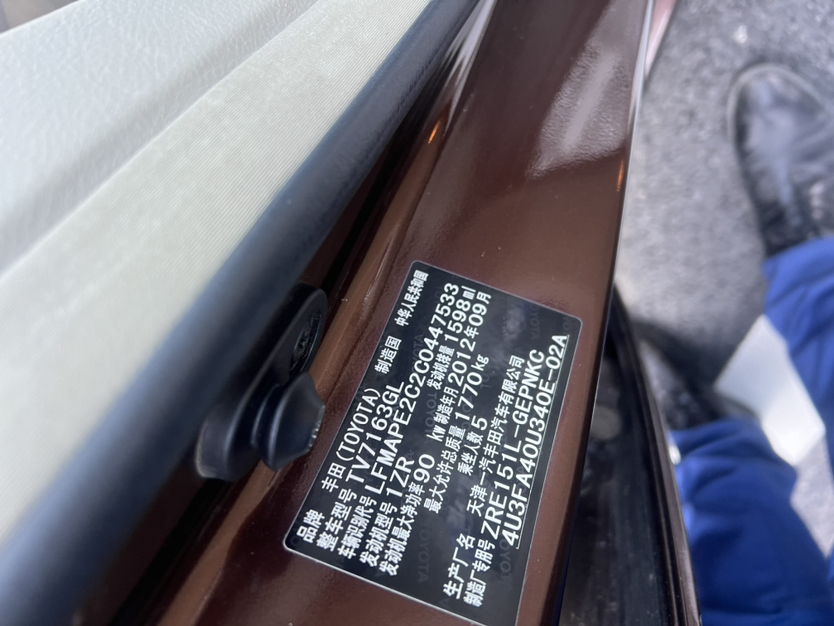 品牌 丰田(TOYOTA) 制造国 中华人民共和国
整车型号 TV7163GL
车辆识别代号 LFMAPE2C2C0447533
发动机型号 1ZR 发动机排量 1598ml
发动机最大净功率 90 kW 制造年月 2012年09月
最大允许总质量 1770kg
乘坐人数 5
生产厂名 天津一汽丰田汽车有限公司
制造厂专用号 ZRE151L-GEPNKC
4U3FA40U340E-02A